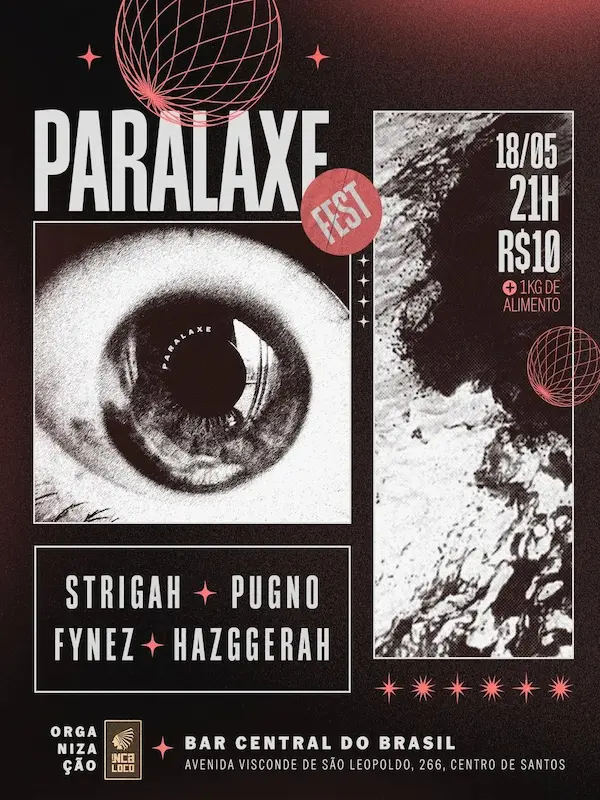 PARALAXE
FEST
18/05
21H
R$10
+ 1KG DE
ALIMENTO
PARALAXE
STRIGAH PUGNO
FYNEZ HAZGGERAH
ORGA
NIZA
ÇÃO
INCA
LOCO
BAR CENTRAL DO BRASIL
AVENIDA VISCONDE DE SÃO LEOPOLDO, 266, CENTRO DE SANTOS